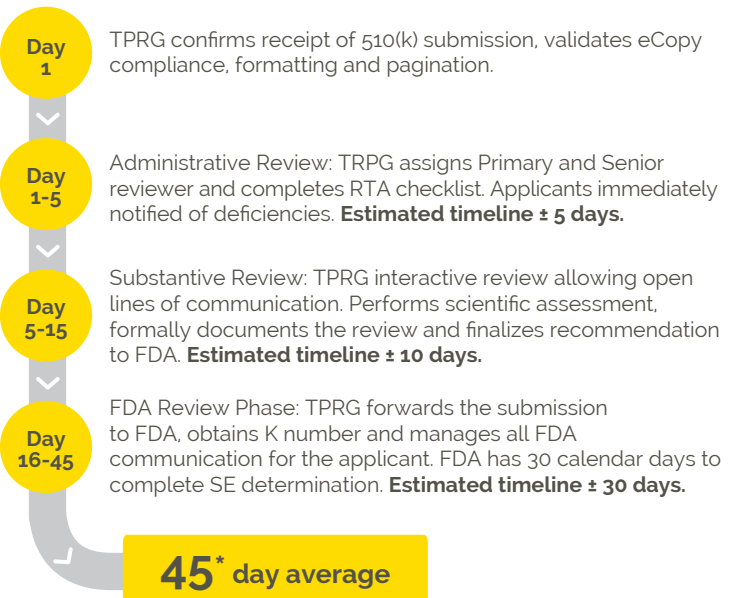 Day
1
TPRG confirms receipt of 510(k) submission, validates eCopy
compliance, formatting and pagination.
Day
1-5
Administrative Review: TRPG assigns Primary and Senior
reviewer and completes RTA checklist. Applicants immediately
notified of deficiencies. Estimated timeline ± 5 days.
Day
5-15
Substantive Review: TPRG interactive review allowing open
lines of communication. Performs scientific assessment,
formally documents the review and finalizes recommendation
to FDA. Estimated timeline ± 10 days.
Day
16-45
FDA Review Phase: TPRG forwards the submission
to FDA, obtains K number and manages all FDA
communication for the applicant. FDA has 30 calendar days to
complete SE determination. Estimated timeline ± 30 days.
45* day average